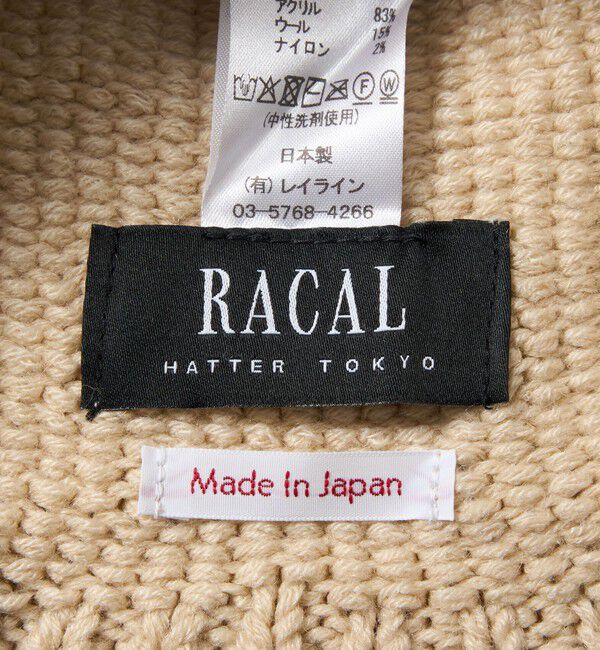 アクリル 83%
ウール 15%
ナイロン 2%
F W
(中性洗剤使用)
日本製
(有)レイライン
03-5768-4266
RACAL
HATTER TOKYO
Made In Japan